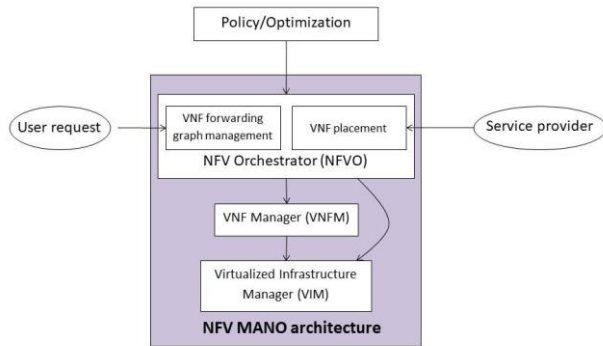 Policy/Optimization
User request
VNF forwarding
graph management
VNF placement
Service provider
NFV Orchestrator (NFVO)
VNF Manager (VNFM)
Virtualized Infrastructure
Manager (VIM)
NFV MANO architecture